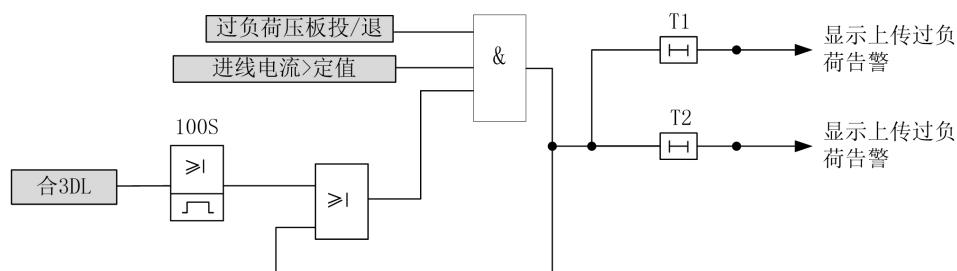 过负荷压板投/退
进线电流>定值
&
T1
显示上传过负
荷告警
T2
显示上传过负
荷告警
100S
≥1
合3DL
≥1